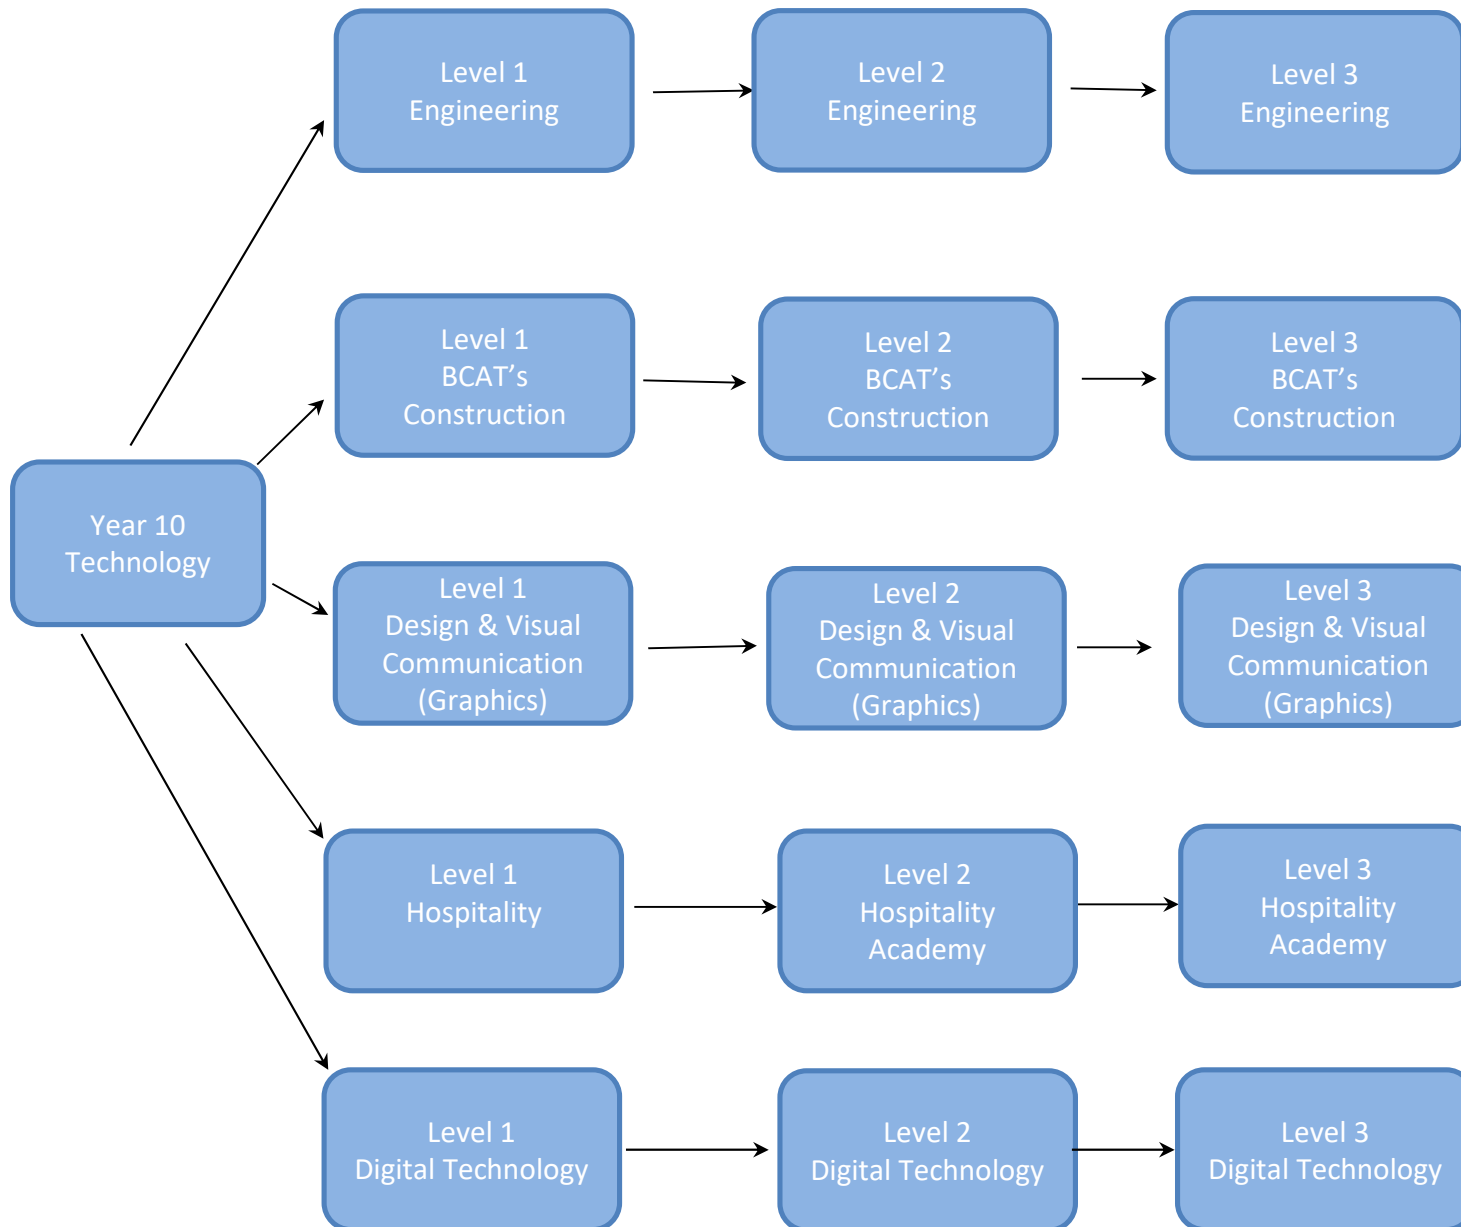 Level 1
Engineering
Level 2
Engineering
Level 3
Engineering
Level 1
BCAT’s
Construction
Level 2
BCAT’s
Construction
Level 3
BCAT’s
Construction
Year 10
Technology
Level 1
Design & Visual
Communication
(Graphics)
Level 2
Design & Visual
Communication
(Graphics)
Level 3
Design & Visual
Communication
(Graphics)
Level 1
Hospitality
Level 2
Hospitality
Academy
Level 3
Hospitality
Academy
Level 1
Digital Technology
Level 2
Digital Technology
Level 3
Digital Technology